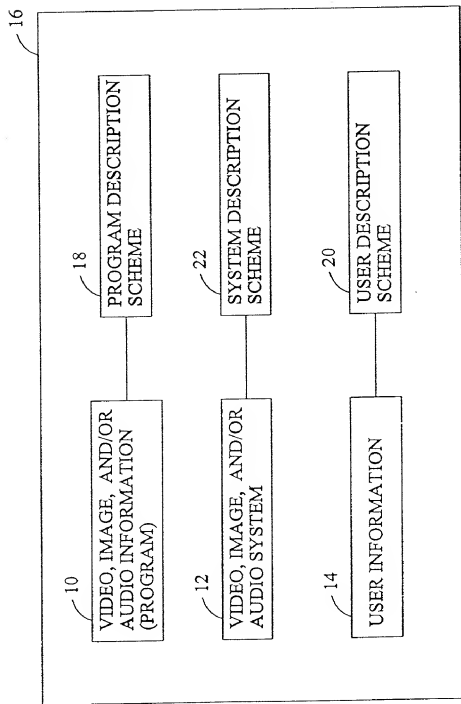 16
10
VIDEO, IMAGE, AND/OR
AUDIO INFORMATION
(PROGRAM)
18
PROGRAM DESCRIPTION
SCHEME
12
VIDEO, IMAGE, AND/OR
AUDIO SYSTEM
22
SYSTEM DESCRIPTION
SCHEME
14
USER INFORMATION
20
USER DESCRIPTION
SCHEME